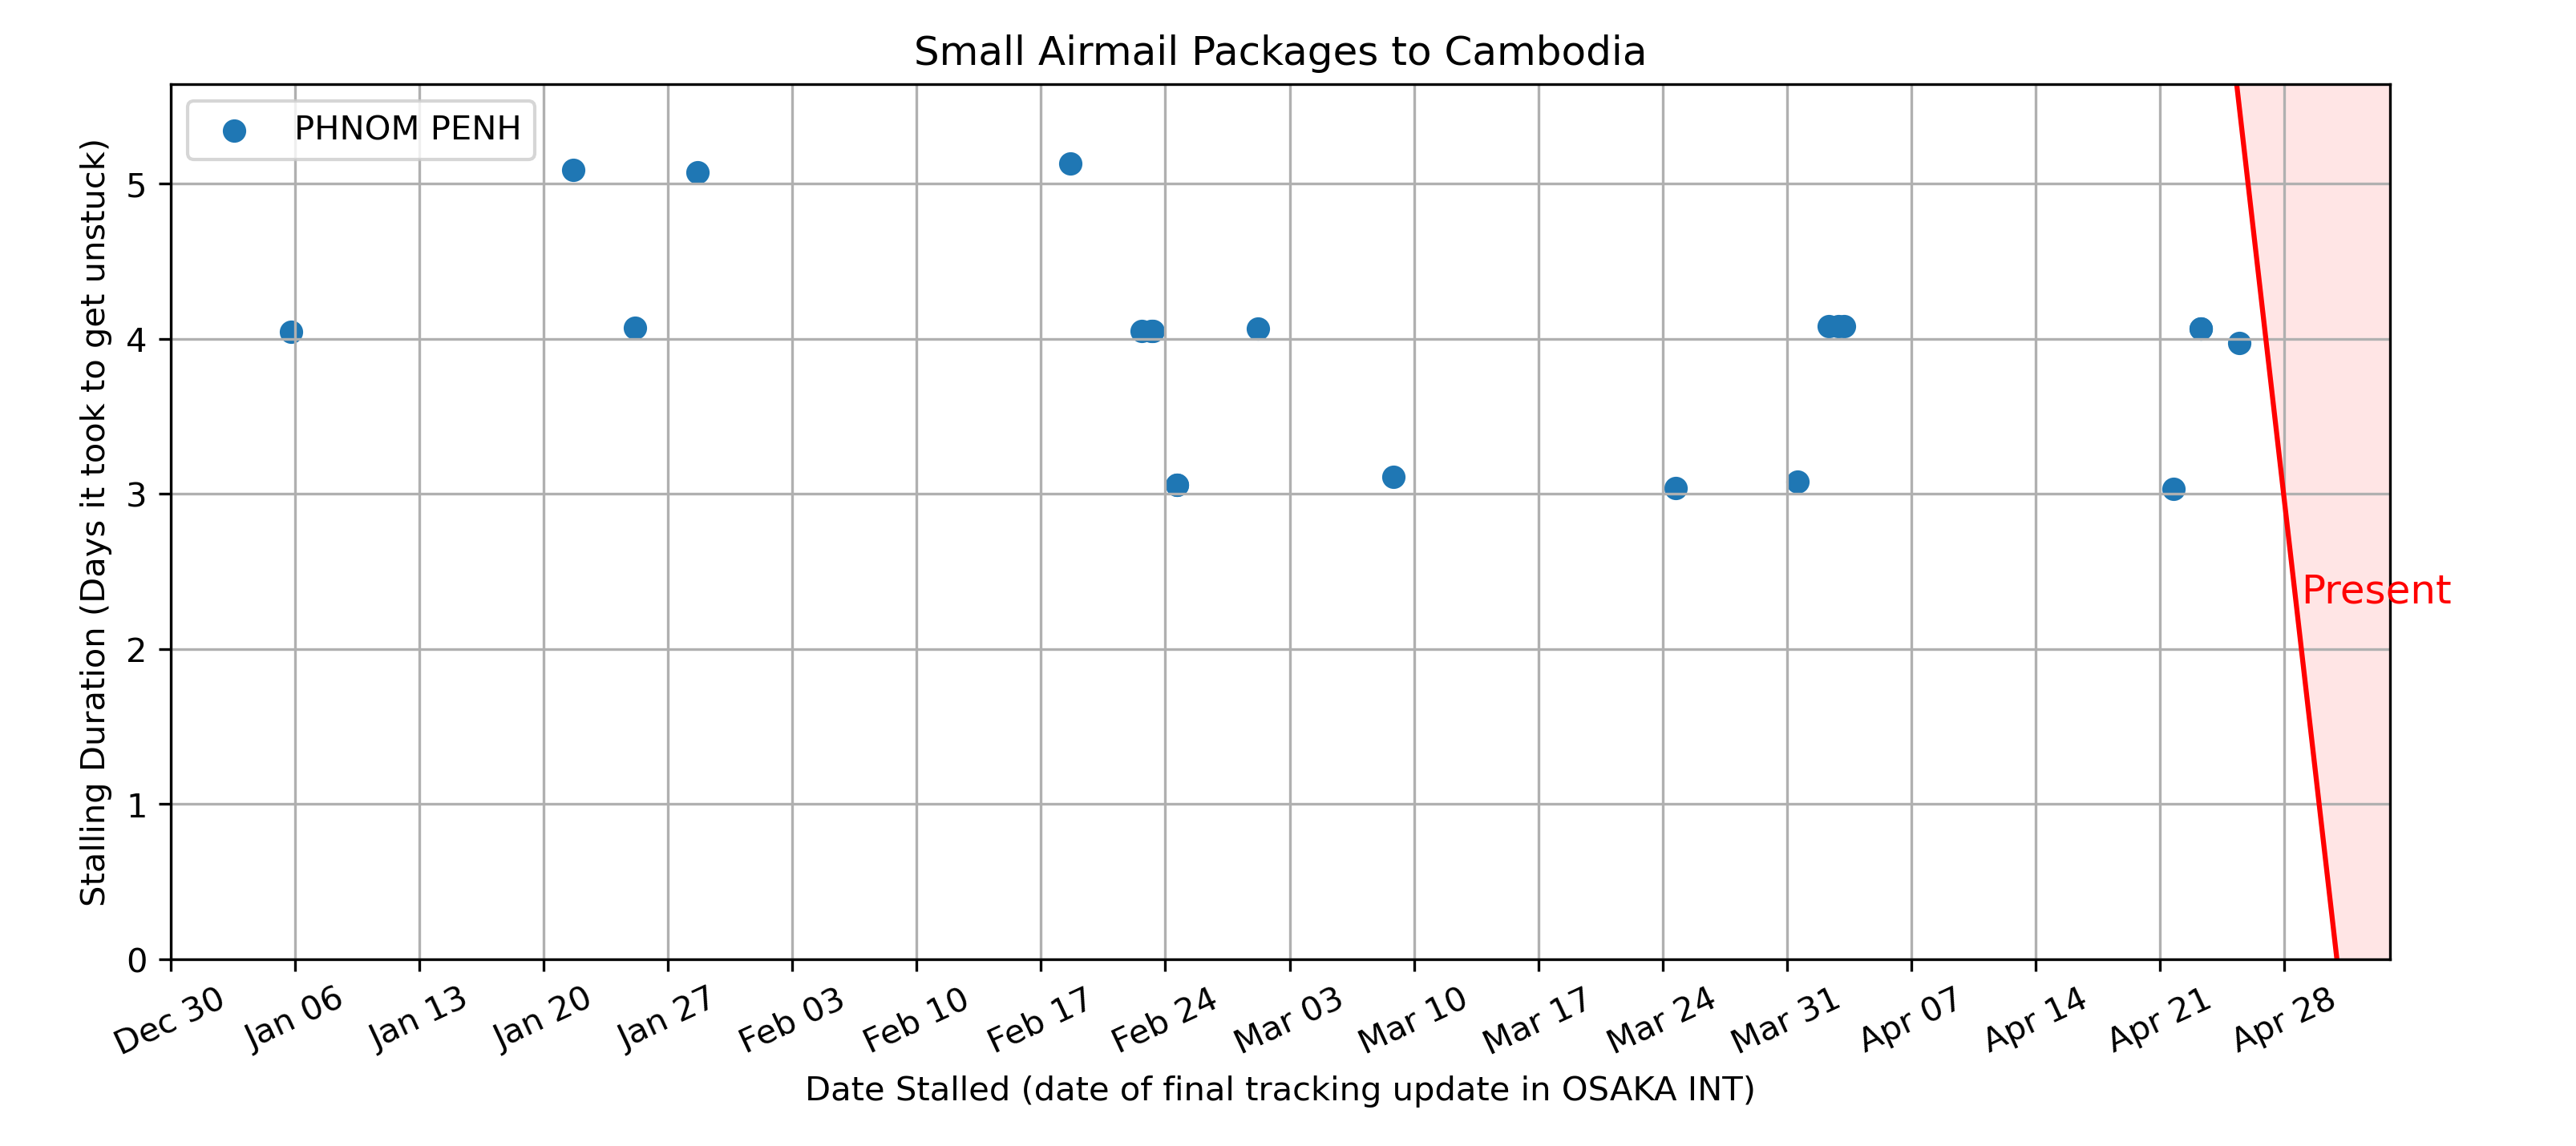 Small Airmail Packages to Cambodia
PHNOM PENH
Stalling Duration (Days it took to get unstuck)
5
4
3
2
1
0
Present
Dec 30
Jan 06
Jan 13
Jan 20
Jan 27
Feb 03
Feb 10
Feb 17
Feb 24
Mar 03
Mar 10
Mar 17
Mar 24
Mar 31
Apr 07
Apr 14
Apr 21
Apr 28
Date Stalled (date of final tracking update in OSAKA INT)